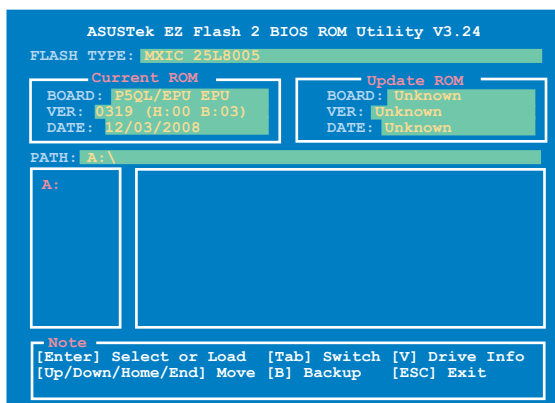 ASUSTek EZ Flash 2 BIOS ROM Utility V3.24
FLASH TYPE: MXIC 25L8005
Current ROM
BOARD: P5QL/EPU EPU
VER: 0319 (H:00 B:03)
DATE: 12/03/2008
Update ROM
BOARD: Unknown
VER: Unknown
DATE: Unknown
PATH: A:\
A:
Note
[Enter] Select or Load [Tab] Switch [V] Drive Info
[Up/Down/Home/End] Move [B] Backup [ESC] Exit